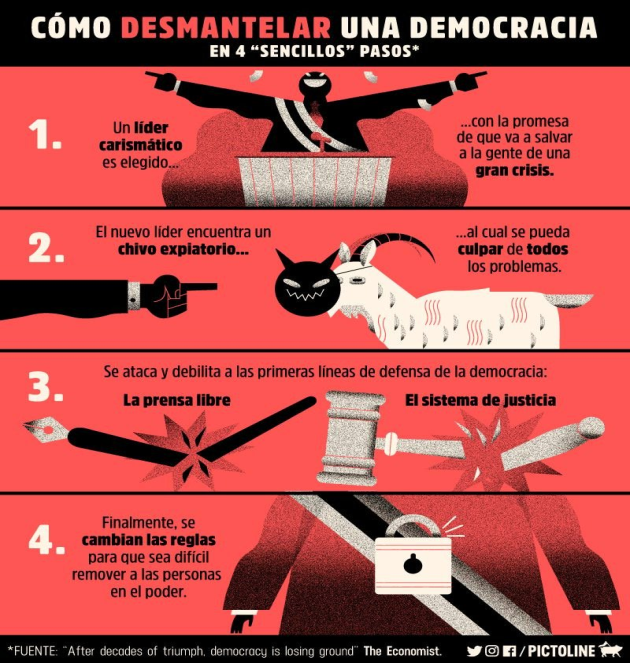 CÓMO DESMANTELAR UNA DEMOCRACIA
EN 4 “SENCILLOS” PASOS*
1.
Un líder
carismático
es elegido...
...con la promesa
de que va a salvar
a la gente de una
gran crisis.
2.
El nuevo líder encuentra un
chivo expiatorio...
...al cual se pueda
culpar de todos
los problemas.
3.
Se ataca y debilita a las primeras líneas de defensa de la democracia:
La prensa libre
El sistema de justicia
4.
Finalmente, se
cambian las reglas
para que sea difícil
remover a las personas
en el poder.
*FUENTE: “After decades of triumph, democracy is losing ground” The Economist.
/ PICTOLINE